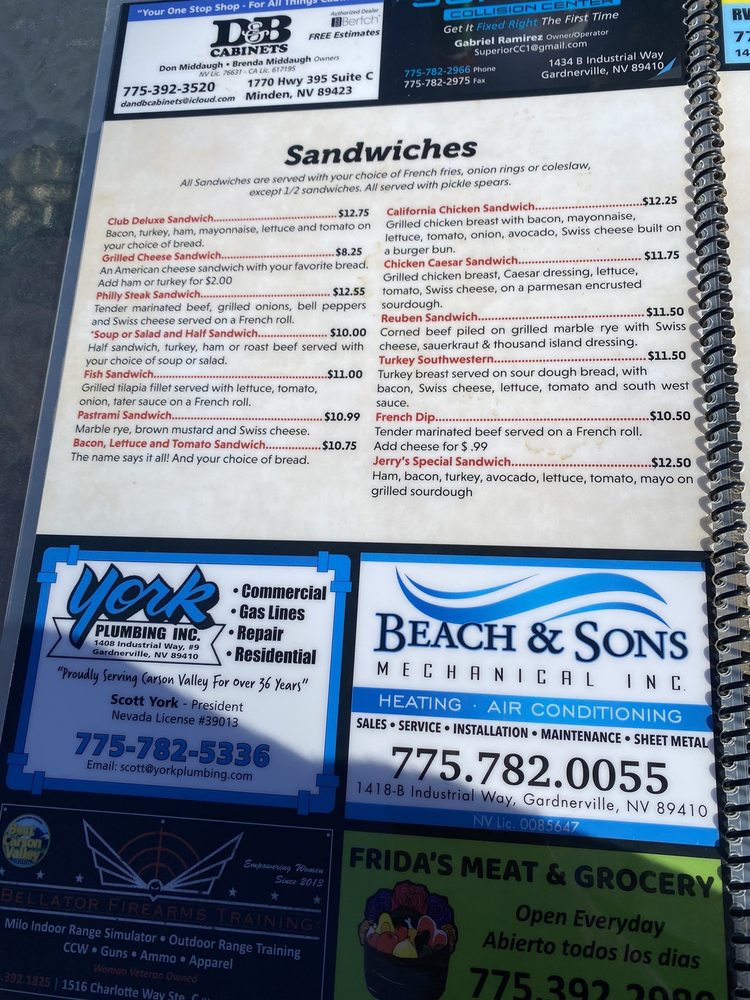 "Your One Stop Shop - For All Things
D&B
CABINETS
Authorized Dealer
Bertch
FREE Estimates
Don Middaugh • Brenda Middaugh Owners
NV Lic. 76631 - CA Lic. 617195
775-392-3520
1770 Hwy 395 Suite C
dandbcabinets@icloud.com
Minden, NV 89423
COLLISION CENTER
Get It Fixed Right The First Time
Gabriel Ramirez Owner/Operator
SuperiorCC1@gmail.com
775-782-2966 Phone
775-782-2975 Fax
1434 B Industrial Way
Gardnerville, NV 89410
RV
77
14
Sandwiches
All Sandwiches are served with your choice of French fries, onion rings or coleslaw,
except 1/2 sandwiches. All served with pickle spears.
Club Deluxe Sandwich...$12.75
Bacon, turkey, ham, mayonnaise, lettuce and tomato on
your choice of bread.
Grilled Cheese Sandwich...$8.25
An American cheese sandwich with your favorite bread.
Add ham or turkey for $2.00
Philly Steak Sandwich...$12.55
Tender marinated beef, grilled onions, bell peppers
and Swiss cheese served on a French roll.
*Soup or Salad and Half Sandwich...$10.00
Half sandwich, turkey, ham or roast beef served with
your choice of soup or salad.
Fish Sandwich...$11.00
Grilled tilapia fillet served with lettuce, tomato,
onion, tater sauce on a French roll.
Pastrami Sandwich...$10.99
Marble rye, brown mustard and Swiss cheese.
Bacon, Lettuce and Tomato Sandwich...$10.75
The name says it all! And your choice of bread.
California Chicken Sandwich...$12.25
Grilled chicken breast with bacon, mayonnaise,
lettuce, tomato, onion, avocado, Swiss cheese built on
a burger bun.
Chicken Caesar Sandwich...$11.75
Grilled chicken breast, Caesar dressing, lettuce,
tomato, Swiss cheese, on a parmesan encrusted
sourdough.
Reuben Sandwich...$11.50
Corned beef piled on grilled marble rye with Swiss
cheese, sauerkraut & thousand island dressing.
Turkey Southwestern...$11.50
Turkey breast served on sour dough bread, with
bacon, Swiss cheese, lettuce, tomato and south west
sauce.
French Dip...$10.50
Tender marinated beef served on a French roll.
Add cheese for $ .99
Jerry's Special Sandwich...$12.50
Ham, bacon, turkey, avocado, lettuce, tomato, mayo on
grilled sourdough
York
PLUMBING INC.
1408 Industrial Way, #9
Gardnerville, NV 89410
• Commercial
• Gas Lines
• Repair
• Residential
"Proudly Serving Carson Valley For Over 36 Years"
Scott York - President
Nevada License #39013
775-782-5336
Email: scott@yorkplumbing.com
BEACH & SONS
MECHANICAL INC.
HEATING · AIR CONDITIONING
SALES • SERVICE • INSTALLATION • MAINTENANCE • SHEET METAL
775.782.0055
1418-B Industrial Way, Gardnerville, NV 89410
NV Lic. 0085647
Best
Carson
Valley
Empowering Women
Since 2013
BELLATOR FIREARMS TRAINING
Milo Indoor Range Simulator • Outdoor Range Training
CCW • Guns • Ammo • Apparel
Woman Veteran Owned
.392.1825 | 1516 Charlotte Way Ste. C
FRIDA'S MEAT & GROCERY
Open Everyday
Abierto todos los dias
775.392.2980